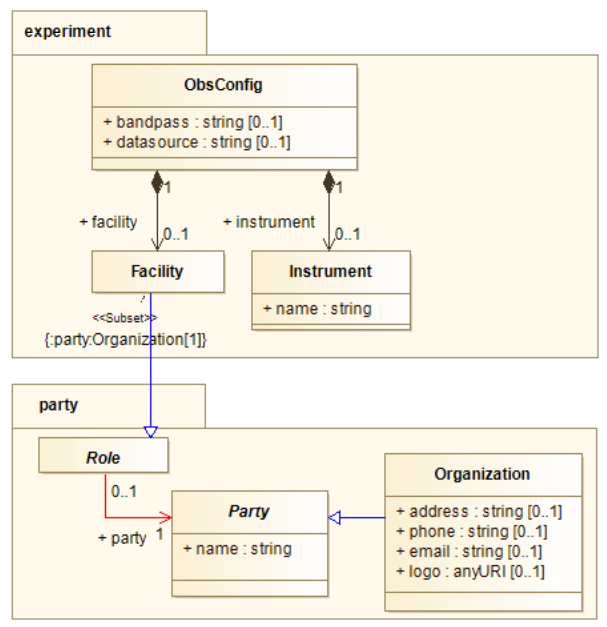 experiment
ObsConfig
+ bandpass : string [0..1]
+ datasource : string [0..1]
1
1
+ facility
0..1
+ instrument
0..1
Facility
Instrument
+ name : string
<<Subset>>
{:party:Organization[1]}
party
Role
0..1
+ party
1
Party
+ name : string
Organization
+ address : string [0..1]
+ phone : string [0..1]
+ email : string [0..1]
+ logo : anyURI [0..1]